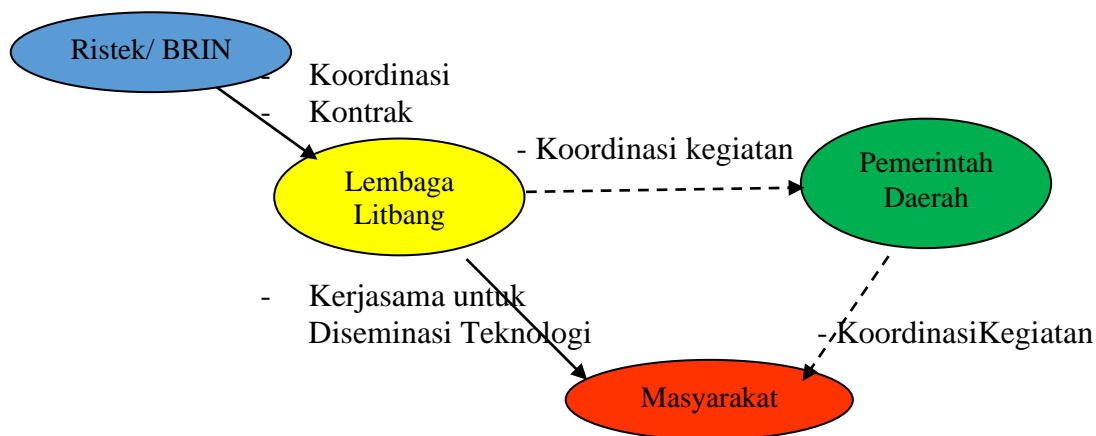 Ristek/ BRIN
- Koordinasi
- Kontrak
- Koordinasi kegiatan
Lembaga
Litbang
Pemerintah
Daerah
- Kerjasama untuk
Diseminasi Teknologi
- KoordinasiKegiatan
Masyarakat